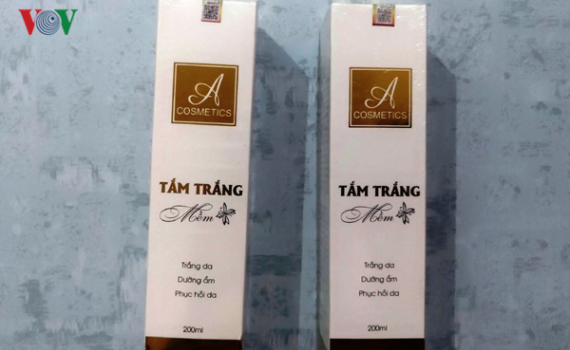 VOV
A
COSMETICS
TẮM TRẮNG
Mềm
Trắng da
Dưỡng ẩm
Phục hồi da
200ml
A
COSMETICS
TẮM TRẮNG
Mềm
Trắng da
Dưỡng ẩm
Phục hồi da
200ml